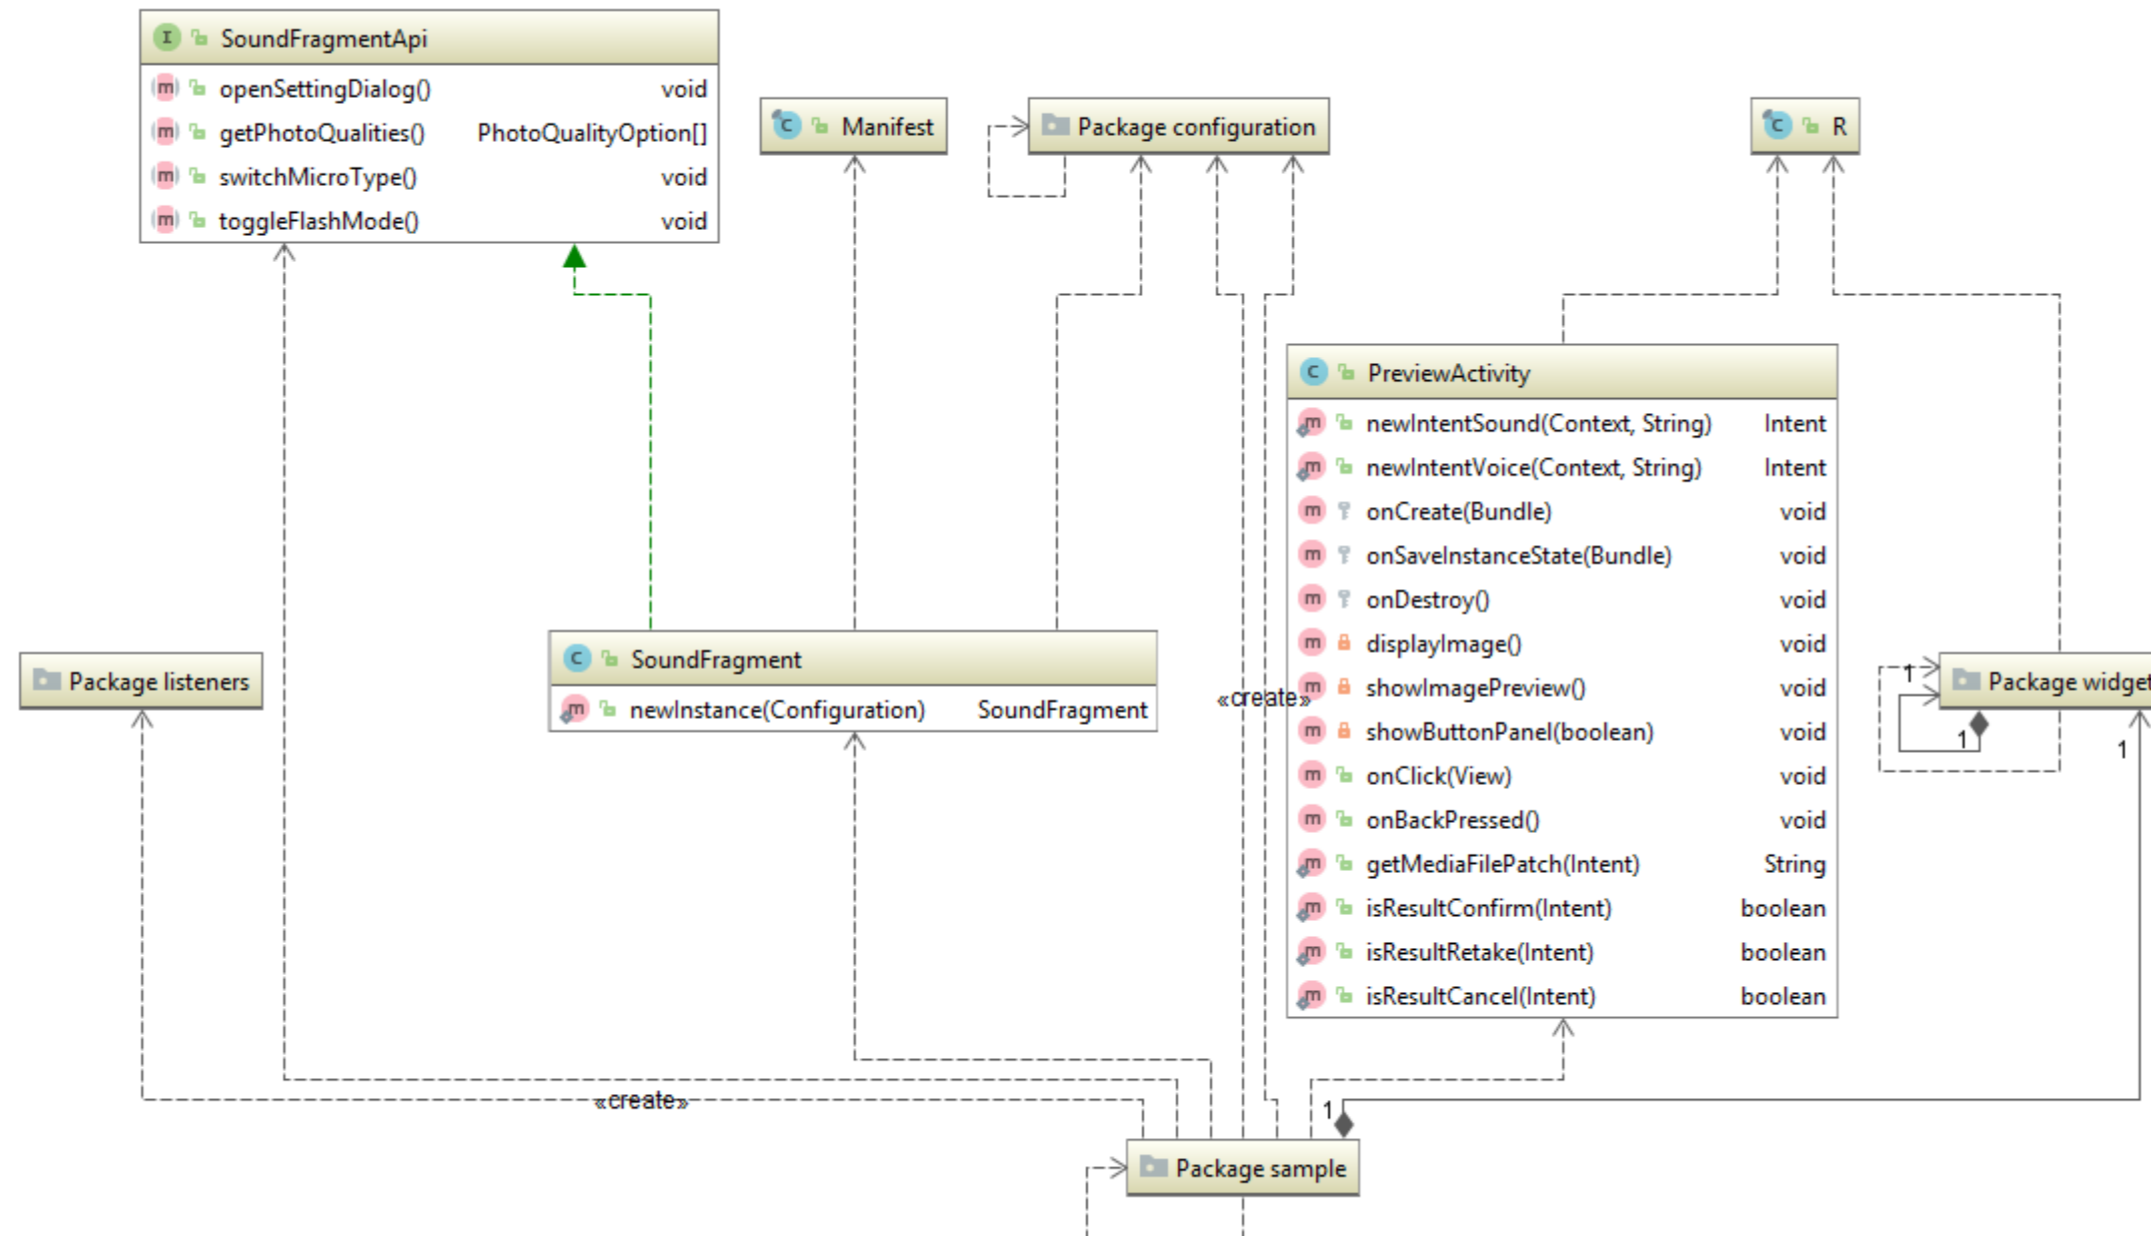 SoundFragmentApi
openSettingDialog() void
getPhotoQualities() PhotoQualityOption[]
switchMicroType() void
toggleFlashMode() void
Manifest
Package configuration
R
PreviewActivity
newIntentSound(Context, String) Intent
newIntentVoice(Context, String) Intent
onCreate(Bundle) void
onSaveInstanceState(Bundle) void
onDestroy() void
displayImage() void
showImagePreview() void
showButtonPanel(boolean) void
onClick(View) void
onBackPressed() void
getMediaFilePatch(Intent) String
isResultConfirm(Intent) boolean
isResultRetake(Intent) boolean
isResultCancel(Intent) boolean
Package listeners
SoundFragment
newInstance(Configuration) SoundFragment
«create»
1
Package widget
1
1
«create»
1
Package sample